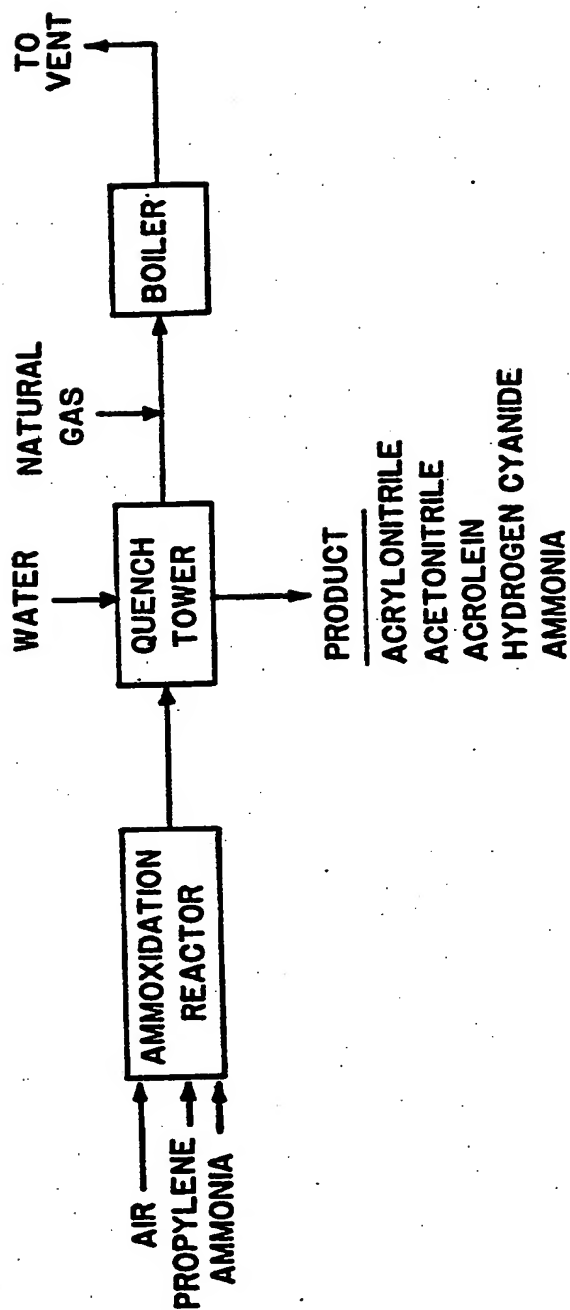 AIR
PROPYLENE
AMMONIA
AMMOXIDATION
REACTOR
WATER
QUENCH
TOWER
NATURAL
GAS
BOILER
TO
VENT
PRODUCT
ACRYLONITRILE
ACETONITRILE
ACROLEIN
HYDROGEN CYANIDE
AMMONIA